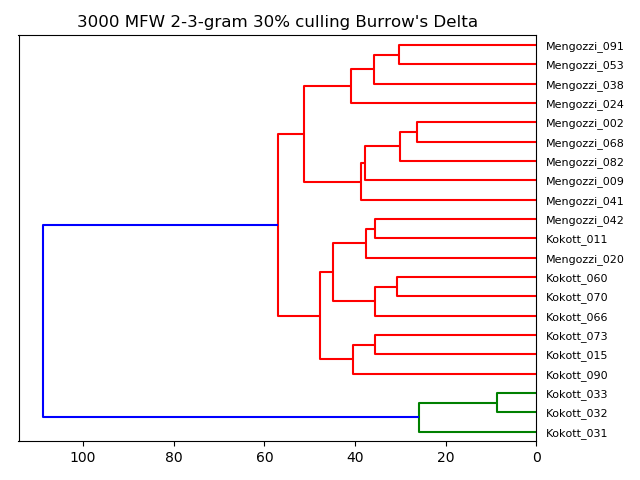 3000 MFW 2-3-gram 30% culling Burrow's Delta
Mengozzi_091
Mengozzi_053
Mengozzi_038
Mengozzi_024
Mengozzi_002
Mengozzi_068
Mengozzi_082
Mengozzi_009
Mengozzi_041
Mengozzi_042
Kokott_011
Mengozzi_020
Kokott_060
Kokott_070
Kokott_066
Kokott_073
Kokott_015
Kokott_090
Kokott_033
Kokott_032
Kokott_031
100 80 60 40 20 0